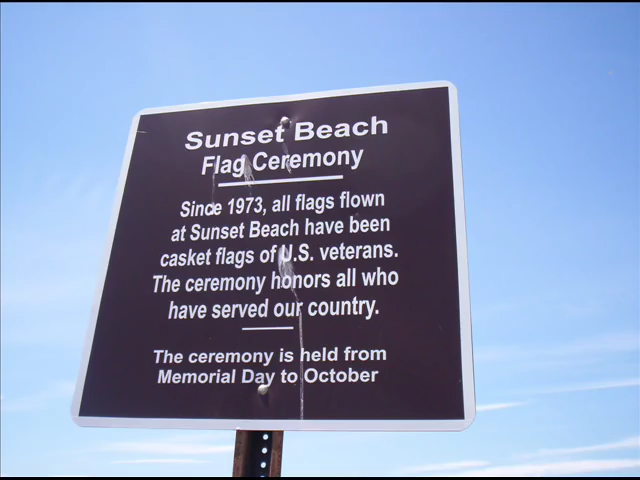 Sunset Beach
Flag Ceremony
Since 1973, all flags flown
at Sunset Beach have been
casket flags of U.S. veterans.
The ceremony honors all who
have served our country.
The ceremony is held from
Memorial Day to October